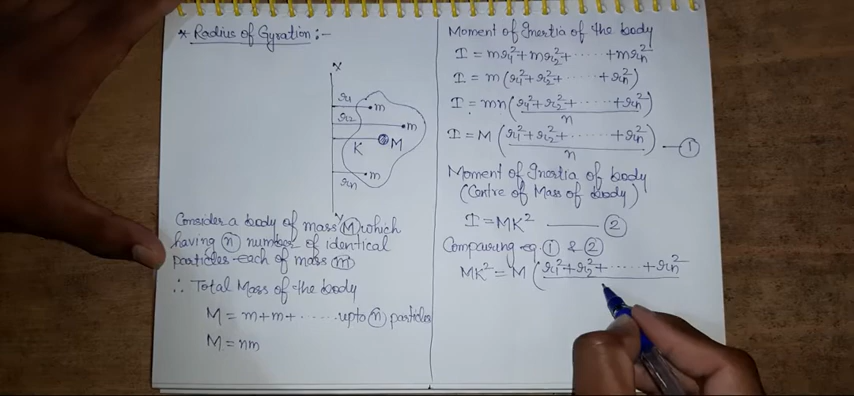 * Radius of Gyration :-
X
r1
m
r2
m
K
M
rn
m
Y
Consider a body of mass M which
having n number of identical
particles each of mass m
∴ Total Mass of the body
M = m+m+ ...... upto n particles
M = nm
Moment of Inertia of the body
I = mr1²+mr2²+ ...... +mrn²
I = m (r1²+r2²+ ...... +rn²)
I = mn (r1²+r2²+ ...... +rn²)
n
I = M (r1²+r2²+ ...... +rn²) — 1
n
Moment of Inertia of body
(Centre of Mass of body)
I = MK² — 2
Comparing eq. 1 & 2
MK² = M (r1²+r2²+ ..... +rn²